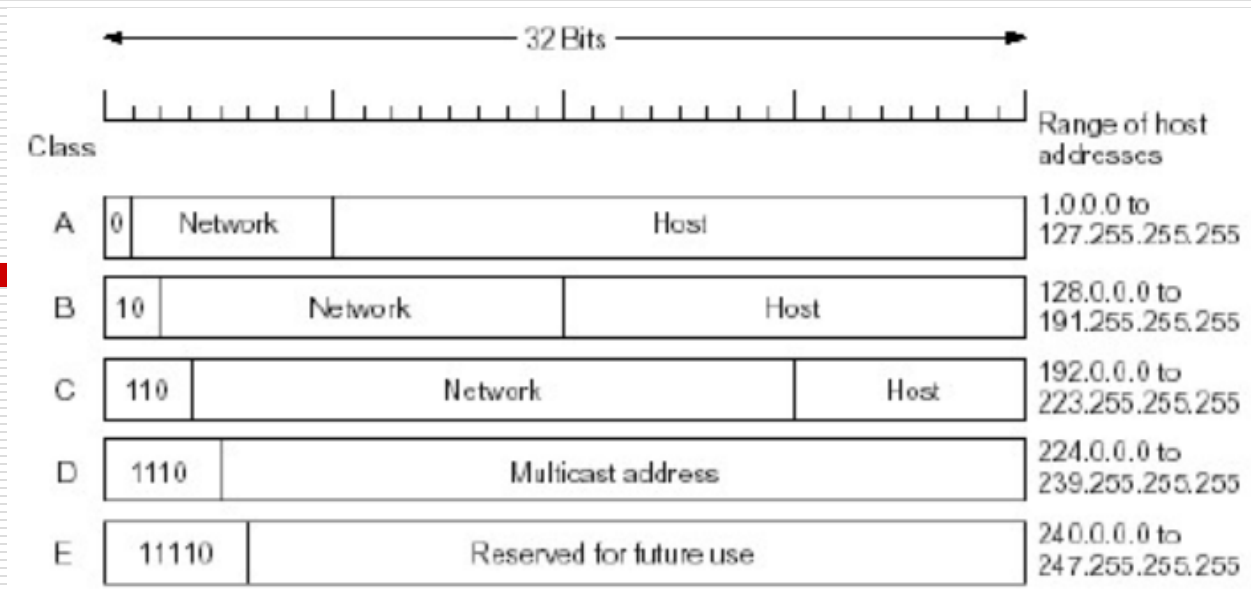 32 Bits
Range of host
addresses
Class
A 0 Network Host 1.0.0.0 to
127.255.255.255
B 10 Network Host 128.0.0.0 to
191.255.255.255
C 110 Network Host 192.0.0.0 to
223.255.255.255
D 1110 Multicast address 224.0.0.0 to
239.255.255.255
E 11110 Reserved for future use 240.0.0.0 to
247.255.255.255